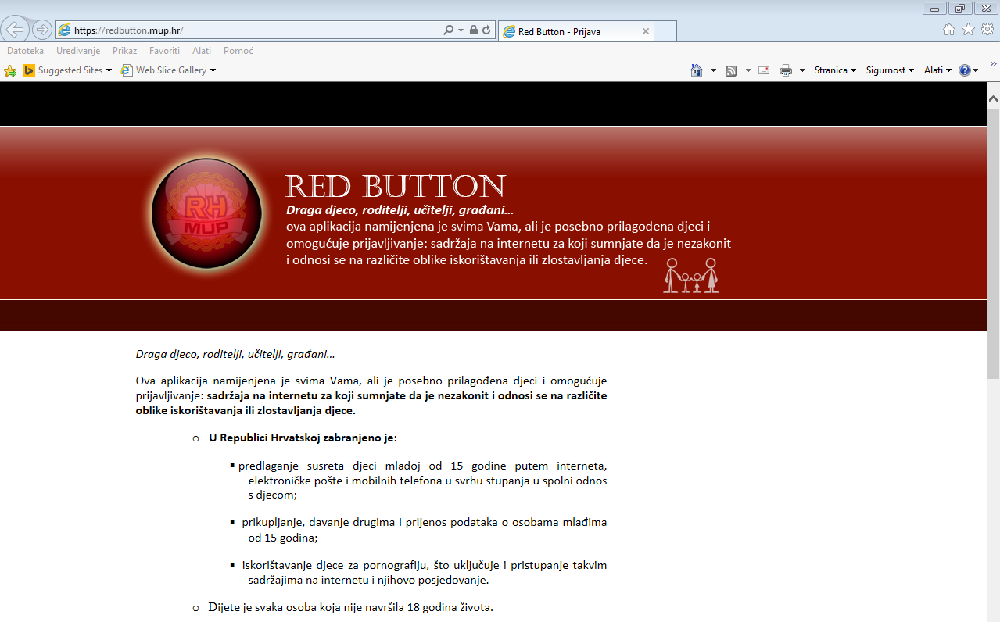 https://redbutton.mup.hr/
Red Button - Prijava
Datoteka Uređivanje Prikaz Favoriti Alati Pomoć
Suggested Sites Web Slice Gallery
Stranica Sigurnost Alati
RH
MUP
RED BUTTON
Draga djeco, roditelji, učitelji, građani...
ova aplikacija namijenjena je svima Vama, ali je posebno prilagođena djeci i
omogućuje prijavljivanje: sadržaja na internetu za koji sumnjate da je nezakonit
i odnosi se na različite oblike iskorištavanja ili zlostavljanja djece.
Draga djeco, roditelji, učitelji, građani…
Ova aplikacija namijenjena je svima Vama, ali je posebno prilagođena djeci i omogućuje
prijavljivanje: sadržaja na internetu za koji sumnjate da je nezakonit i odnosi se na različite
oblike iskorištavanja ili zlostavljanja djece.
o U Republici Hrvatskoj zabranjeno je:
▪ predlaganje susreta djeci mlađoj od 15 godine putem interneta,
elektroničke pošte i mobilnih telefona u svrhu stupanja u spolni odnos
s djecom;
▪ prikupljanje, davanje drugima i prijenos podataka o osobama mlađima
od 15 godina;
▪ iskorištavanje djece za pornografiju, što uključuje i pristupanje takvim
sadržajima na internetu i njihovo posjedovanje.
o Dijete je svaka osoba koja nije navršila 18 godina života.